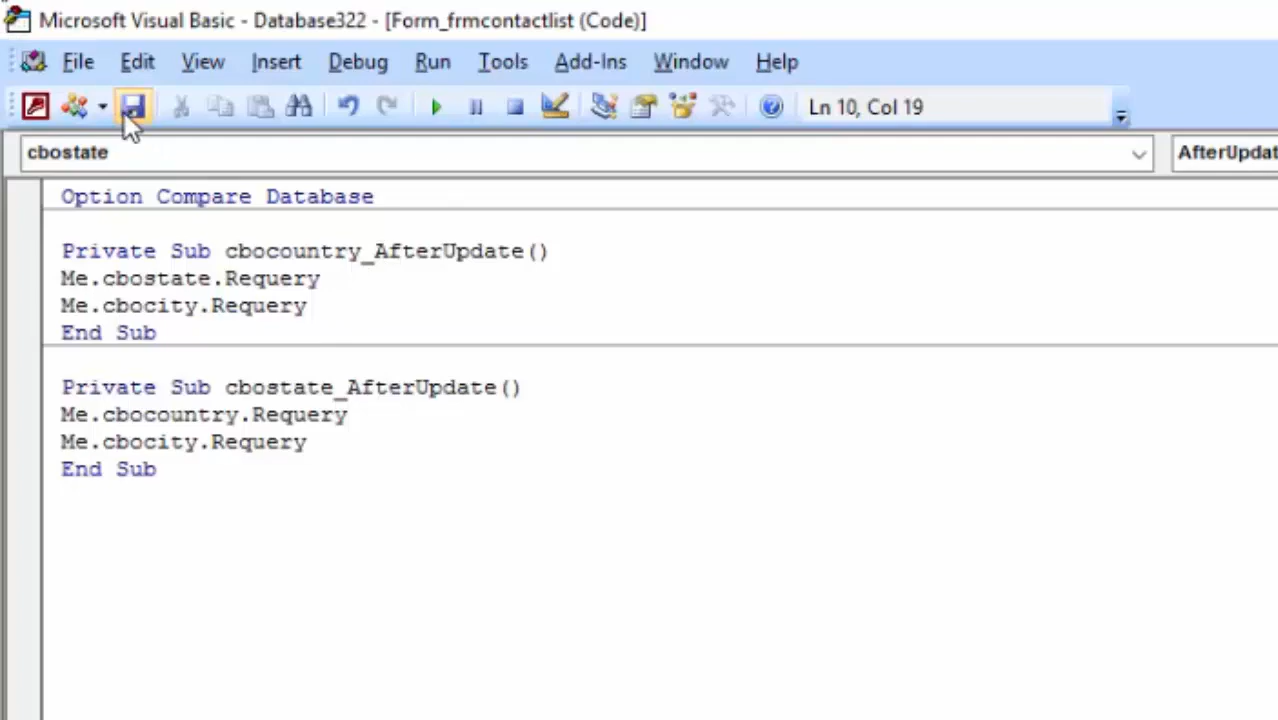 Microsoft Visual Basic - Database322 - [Form_frmcontactlist (Code)]
File Edit View Insert Debug Run Tools Add-Ins Window Help
Ln 10, Col 19
cbostate AfterUpdat
Option Compare Database
Private Sub cbocountry_AfterUpdate()
Me.cbostate.Requery
Me.cbocity.Requery
End Sub
Private Sub cbostate_AfterUpdate()
Me.cbocountry.Requery
Me.cbocity.Requery
End Sub